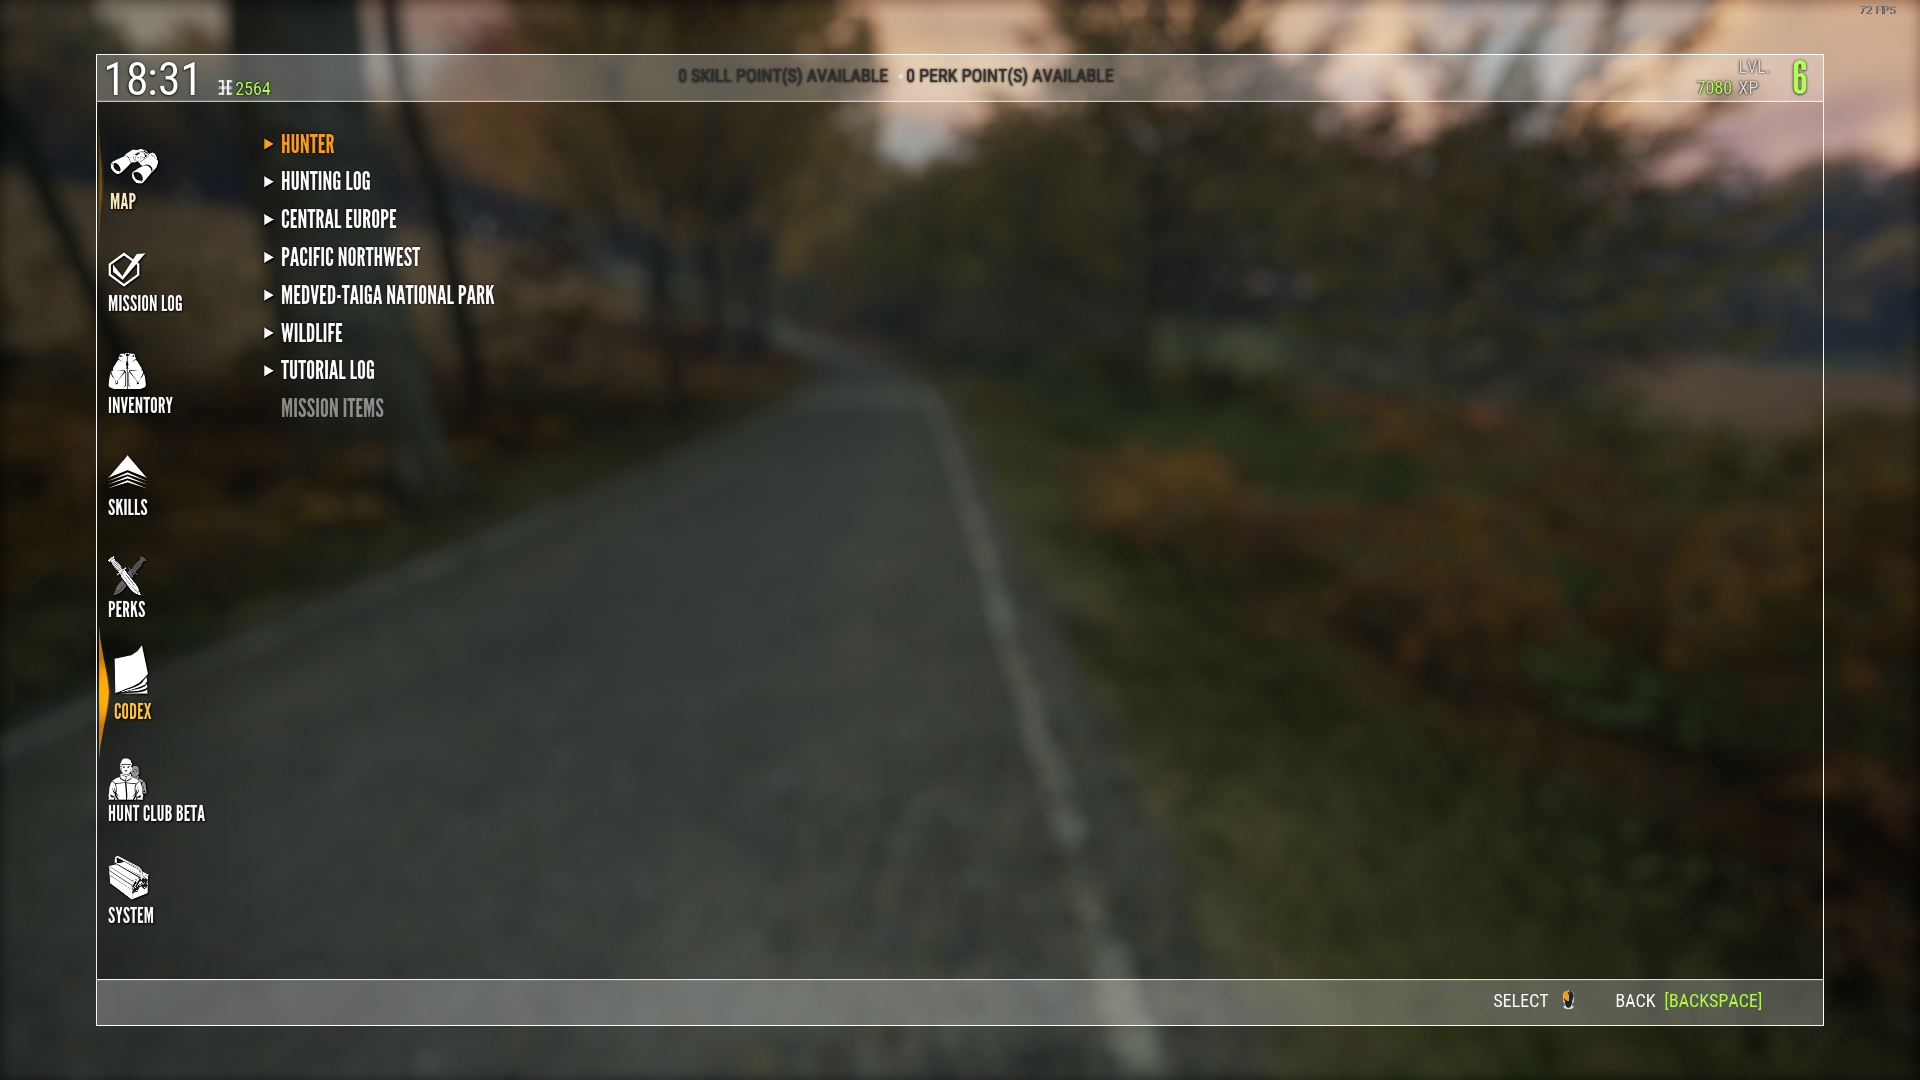 72 FPS
18:31 2564
0 SKILL POINT(S) AVAILABLE · 0 PERK POINT(S) AVAILABLE
LVL. 6
7080 XP
MAP
MISSION LOG
INVENTORY
SKILLS
PERKS
CODEX
HUNT CLUB BETA
SYSTEM
HUNTER
HUNTING LOG
CENTRAL EUROPE
PACIFIC NORTHWEST
MEDVED-TAIGA NATIONAL PARK
WILDLIFE
TUTORIAL LOG
MISSION ITEMS
SELECT BACK [BACKSPACE]